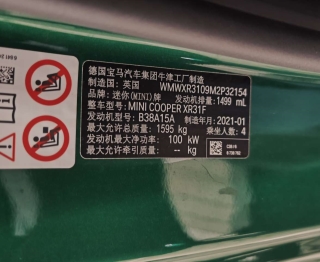 德国宝马汽车集团牛津工厂制造
制造国：英国 WMWXR3109M2P32154
品牌：迷你(MINI)牌 发动机排量：1499 mL
整车型号：MINI COOPER XR31F
发动机型号：B38A15A 制造年月：2021-01
最大允许总质量：1595 kg 乘坐人数：4
发动机最大净功率：100 kW
最大允许牵引质量：-- kg